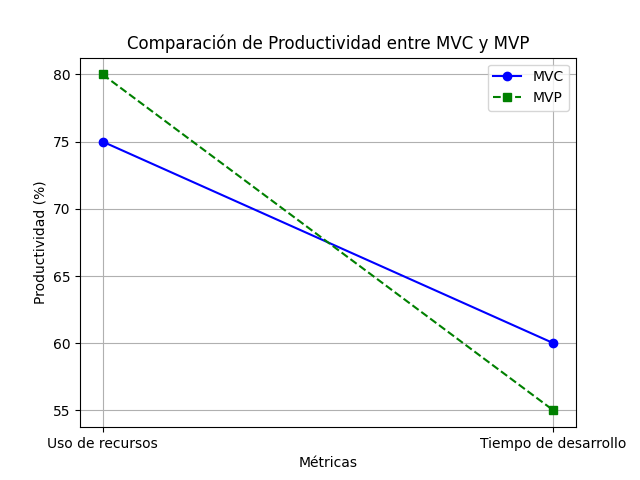 Comparación de Productividad entre MVC y MVP
MVC
MVP
Productividad (%)
80
75
70
65
60
55
Uso de recursos
Tiempo de desarrollo
Métricas